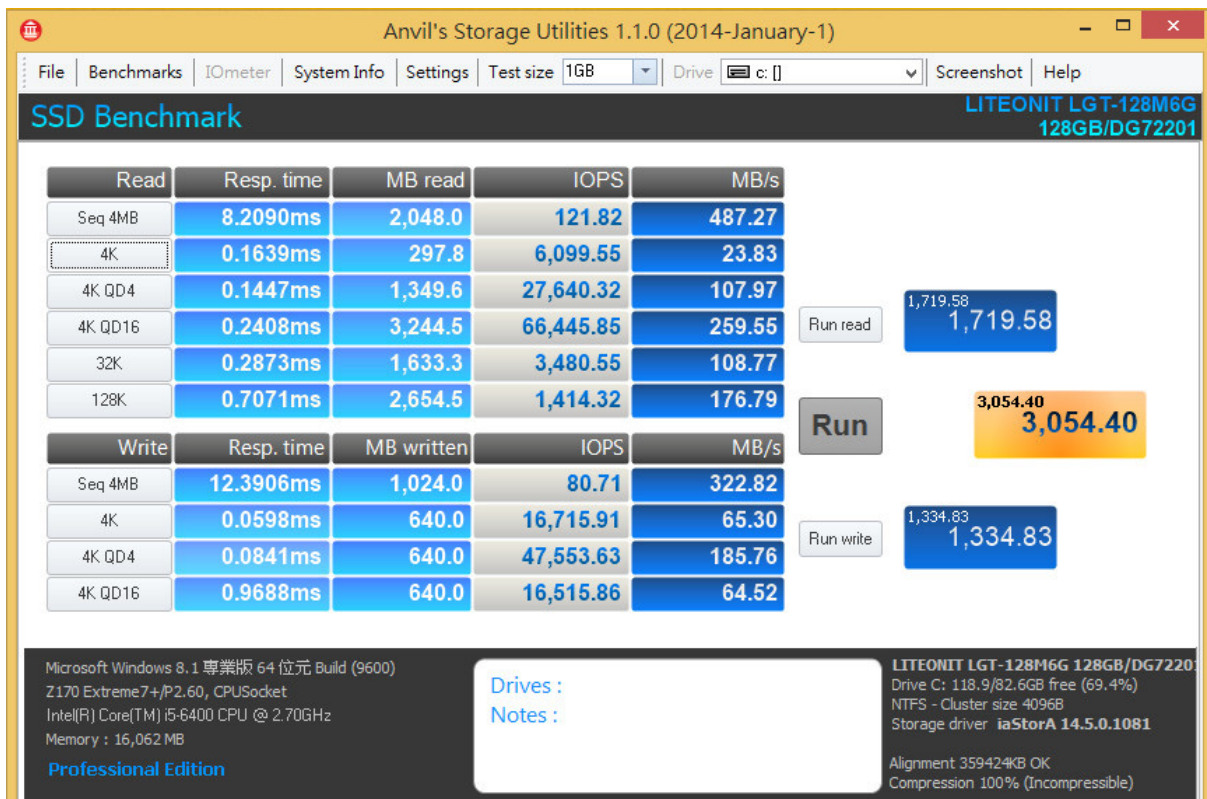 Anvil's Storage Utilities 1.1.0 (2014-January-1)
File Benchmarks IOmeter System Info Settings Test size 1GB Drive c: [] Screenshot Help
SSD Benchmark
LITEONIT LGT-128M6G
128GB/DG72201
Read Resp. time MB read IOPS MB/s
Seq 4MB 8.2090ms 2,048.0 121.82 487.27
4K 0.1639ms 297.8 6,099.55 23.83
4K QD4 0.1447ms 1,349.6 27,640.32 107.97
4K QD16 0.2408ms 3,244.5 66,445.85 259.55
32K 0.2873ms 1,633.3 3,480.55 108.77
128K 0.7071ms 2,654.5 1,414.32 176.79
Run read
1,719.58
1,719.58
Run
3,054.40
3,054.40
Write Resp. time MB written IOPS MB/s
Seq 4MB 12.3906ms 1,024.0 80.71 322.82
4K 0.0598ms 640.0 16,715.91 65.30
4K QD4 0.0841ms 640.0 47,553.63 185.76
4K QD16 0.9688ms 640.0 16,515.86 64.52
Run write
1,334.83
1,334.83
Microsoft Windows 8.1 專業版 64 位元 Build (9600)
Z170 Extreme7+/P2.60, CPUSocket
Intel(R) Core(TM) i5-6400 CPU @ 2.70GHz
Memory : 16,062 MB
Professional Edition
Drives :
Notes :
LITEONIT LGT-128M6G 128GB/DG7220
Drive C: 118.9/82.6GB free (69.4%)
NTFS - Cluster size 4096B
Storage driver iaStorA 14.5.0.1081
Alignment 359424KB OK
Compression 100% (Incompressible)